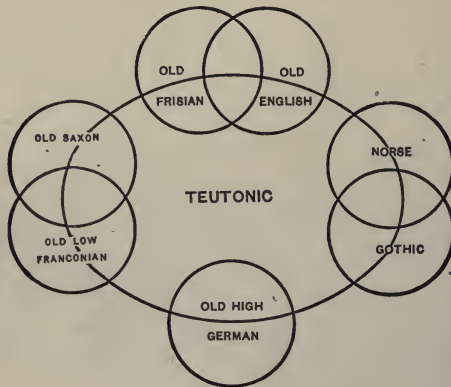 OLD
FRISIAN
OLD
ENGLISH
OLD SAXON
OLD LOW
FRANCONIAN
TEUTONIC
NORSE
GOTHIC
OLD HIGH
GERMAN